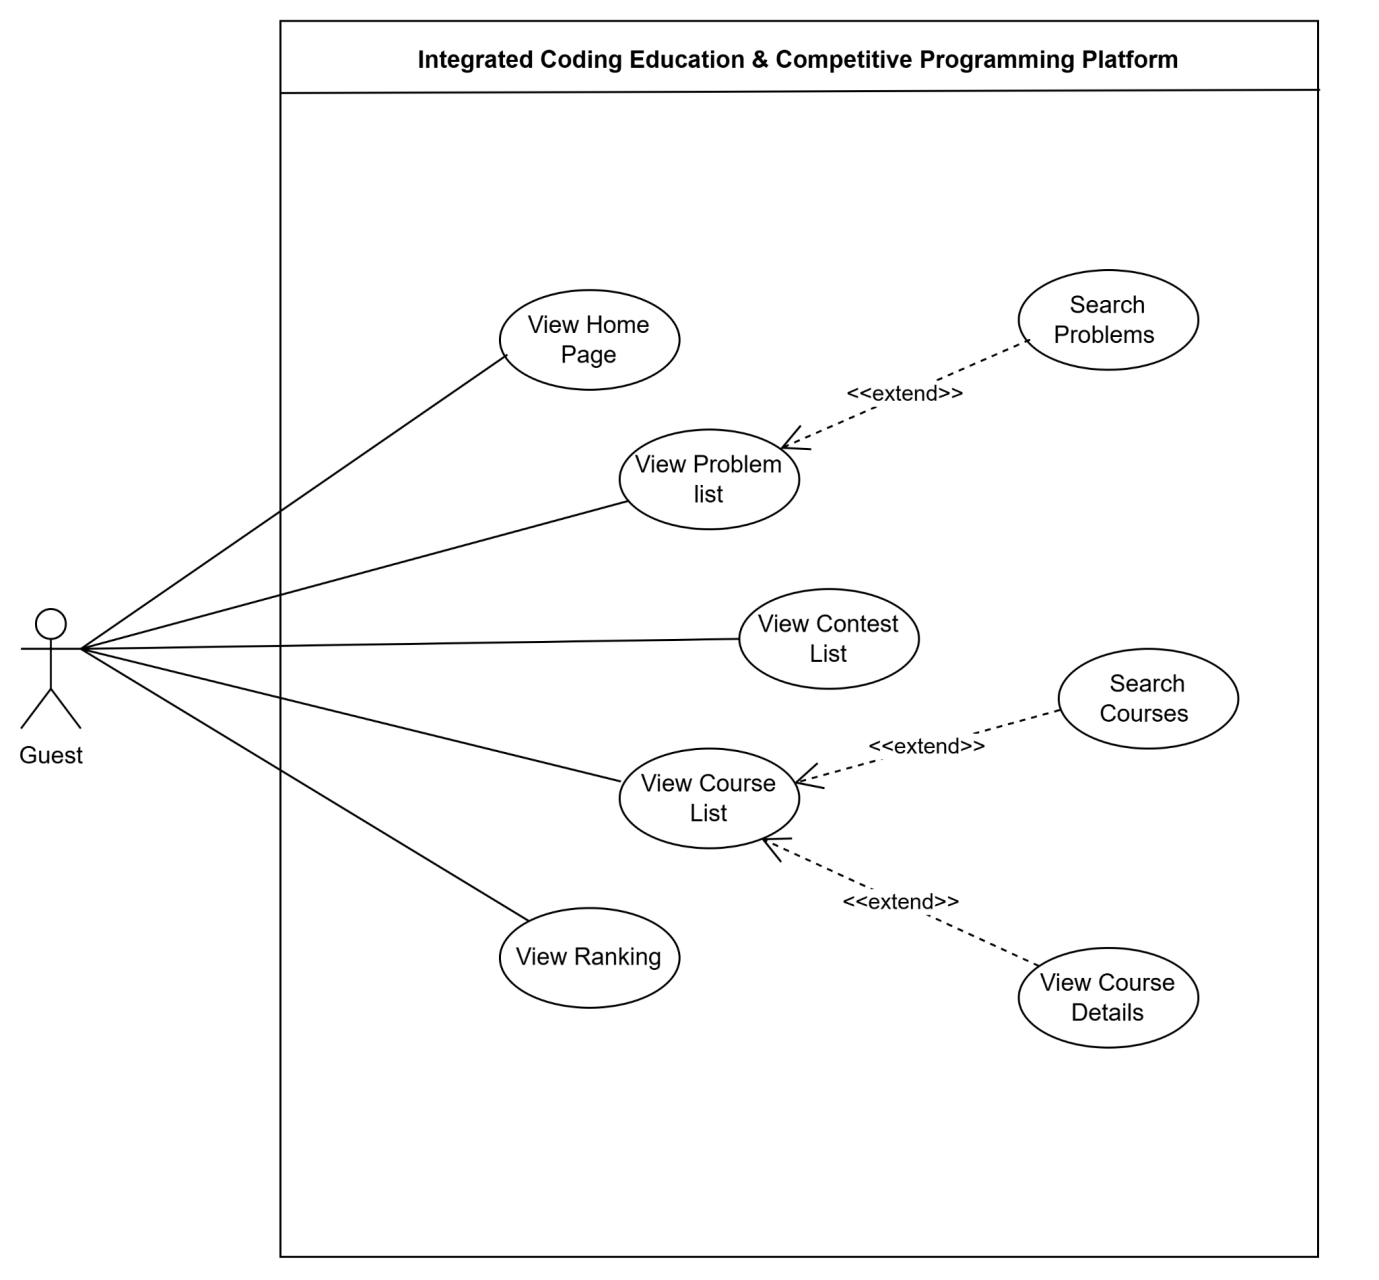 Integrated Coding Education & Competitive Programming Platform
Search
Problems
View Home
Page
<<extend>>
View Problem
list
View Contest
List
Search
Courses
Guest
<<extend>>
View Course
List
<<extend>>
View Ranking
View Course
Details